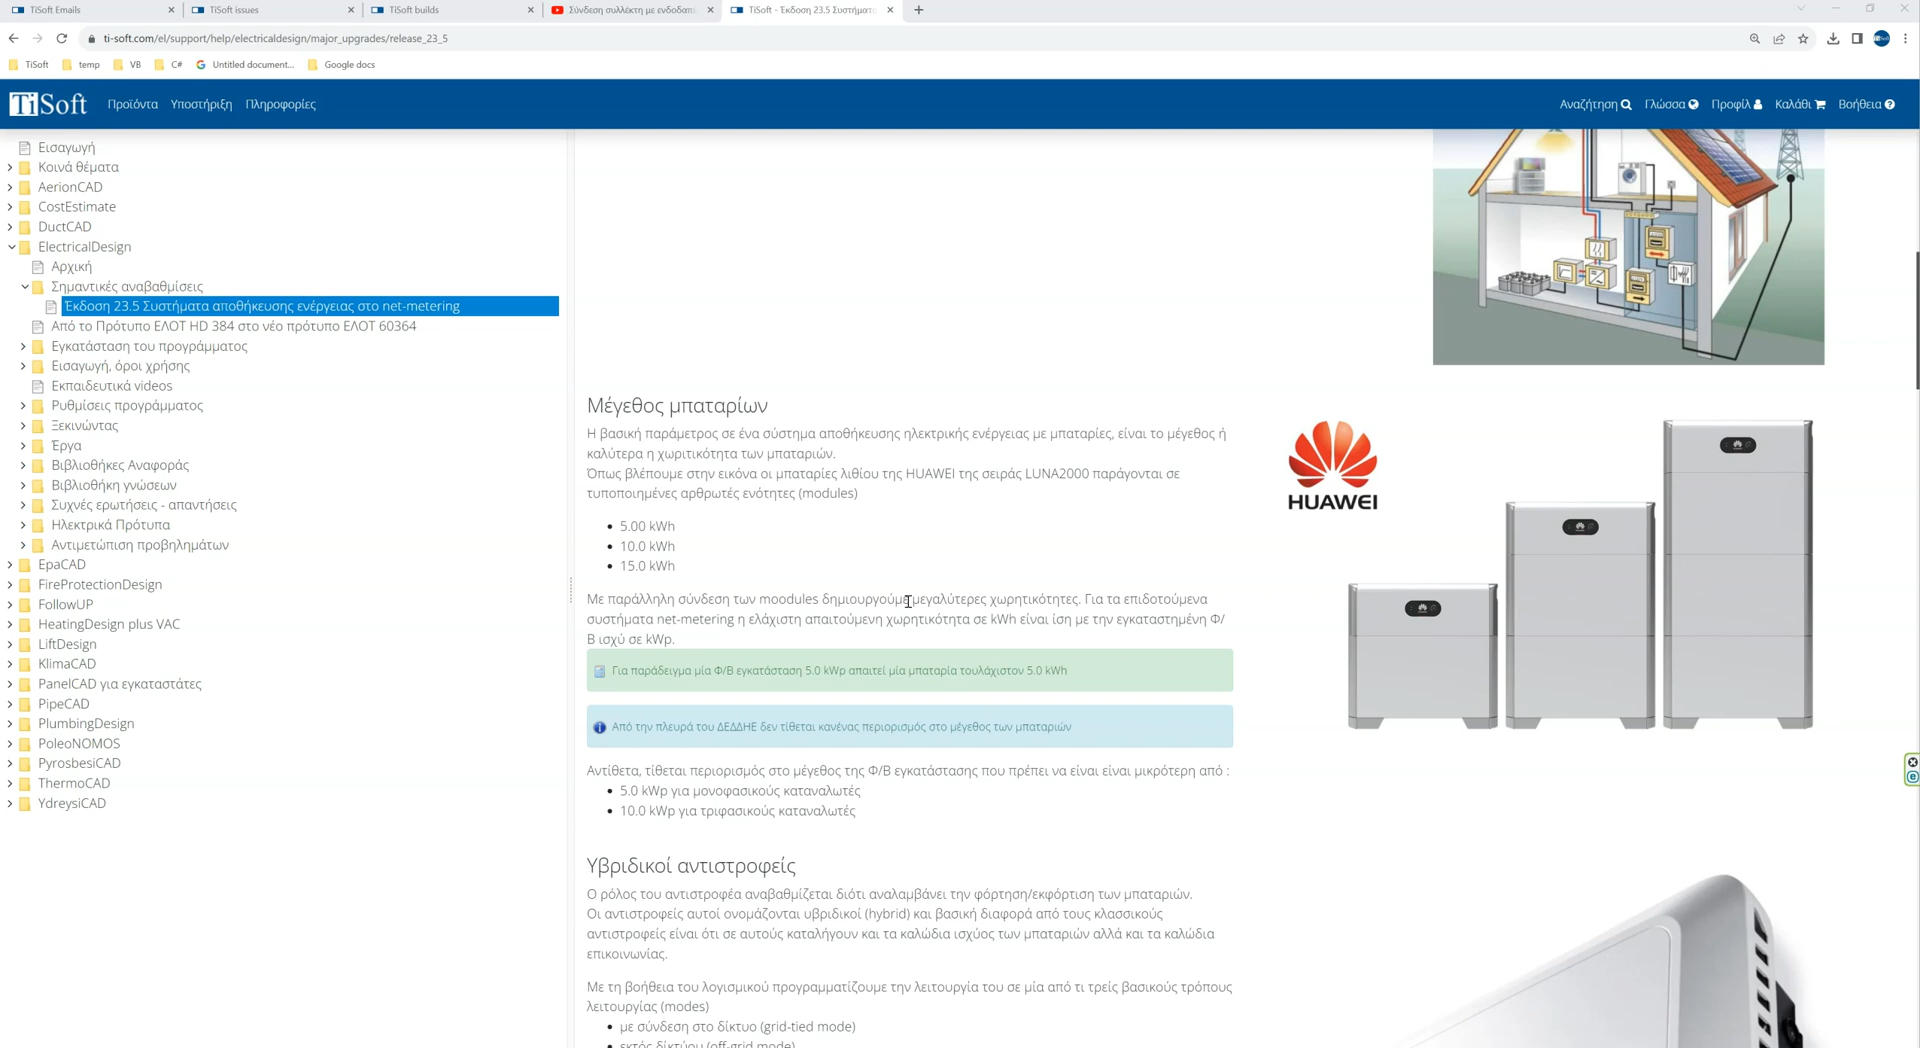 TiSoft Emails
TiSoft issues
TiSoft builds
Σύνδεση συλλέκτη με ενδοδαπέ
TiSoft - Έκδοση 23.5 Συστήματα
ti-soft.com/el/support/help/electricaldesign/major_upgrades/release_23_5
TiSoft
temp
VB
C#
Untitled document...
Google docs
TiSoft
Προϊόντα
Υποστήριξη
Πληροφορίες
Αναζήτηση
Γλώσσα
Προφίλ
Καλάθι
Βοήθεια
Εισαγωγή
Κοινά θέματα
AerionCAD
CostEstimate
DuctCAD
ElectricalDesign
Αρχική
Σημαντικές αναβαθμίσεις
Έκδοση 23.5 Συστήματα αποθήκευσης ενέργειας στο net-metering
Από το Πρότυπο ΕΛΟΤ HD 384 στο νέο πρότυπο ΕΛΟΤ 60364
Εγκατάσταση του προγράμματος
Εισαγωγή, όροι χρήσης
Εκπαιδευτικά videos
Ρυθμίσεις προγράμματος
Ξεκινώντας
Έργα
Βιβλιοθήκες Αναφοράς
Βιβλιοθήκη γνώσεων
Συχνές ερωτήσεις - απαντήσεις
Ηλεκτρικά Πρότυπα
Αντιμετώπιση προβηλημάτων
EpaCAD
FireProtectionDesign
FollowUP
HeatingDesign plus VAC
LiftDesign
KlimaCAD
PanelCAD για εγκαταστάτες
PipeCAD
PlumbingDesign
PoleoNOMOS
PyrosbesiCAD
ThermoCAD
YdreysiCAD
Μέγεθος μπαταρίων
Η βασική παράμετρος σε ένα σύστημα αποθήκευσης ηλεκτρικής ενέργειας με μπαταρίες, είναι το μέγεθος ή
καλύτερα η χωριτικότητα των μπαταριών.
Όπως βλέπουμε στην εικόνα οι μπαταρίες λιθίου της HUAWEI της σειράς LUNA2000 παράγονται σε
τυποποιημένες αρθρωτές ενότητες (modules)
• 5.00 kWh
• 10.0 kWh
• 15.0 kWh
HUAWEI
Με παράλληλη σύνδεση των moodules δημιουργούμε μεγαλύτερες χωρητικότητες. Για τα επιδοτούμενα
συστήματα net-metering η ελάχιστη απαιτούμενη χωρητικότητα σε kWh είναι ίση με την εγκαταστημένη Φ/
Β ισχύ σε kWp.
Για παράδειγμα μία Φ/Β εγκατάσταση 5.0 kWp απαιτεί μία μπαταρία τουλάχιστον 5.0 kWh
Από την πλευρά του ΔΕΔΔΗΕ δεν τίθεται κανένας περιορισμός στο μέγεθος των μπαταριών
Αντίθετα, τίθεται περιορισμός στο μέγεθος της Φ/Β εγκατάστασης που πρέπει να είναι είναι μικρότερη από :
• 5.0 kWp για μονοφασικούς καταναλωτές
• 10.0 kWp για τριφασικούς καταναλωτές
Υβριδικοί αντιστροφείς
Ο ρόλος του αντιστροφέα αναβαθμίζεται διότι αναλαμβάνει την φόρτηση/εκφόρτιση των μπαταριών.
Οι αντιστροφείς αυτοί ονομάζονται υβριδικοί (hybrid) και βασική διαφορά από τους κλασσικούς
αντιστροφείς είναι ότι σε αυτούς καταλήγουν και τα καλώδια ισχύος των μπαταριών αλλά και τα καλώδια
επικοινωνίας.
Με τη βοήθεια του λογισμικού προγραμματίζουμε την λειτουργία του σε μία από τι τρείς βασικούς τρόπους
λειτουργίας (modes)
• με σύνδεση στο δίκτυο (grid-tied mode)
• εκτός δίκτύου (off-grid mode)